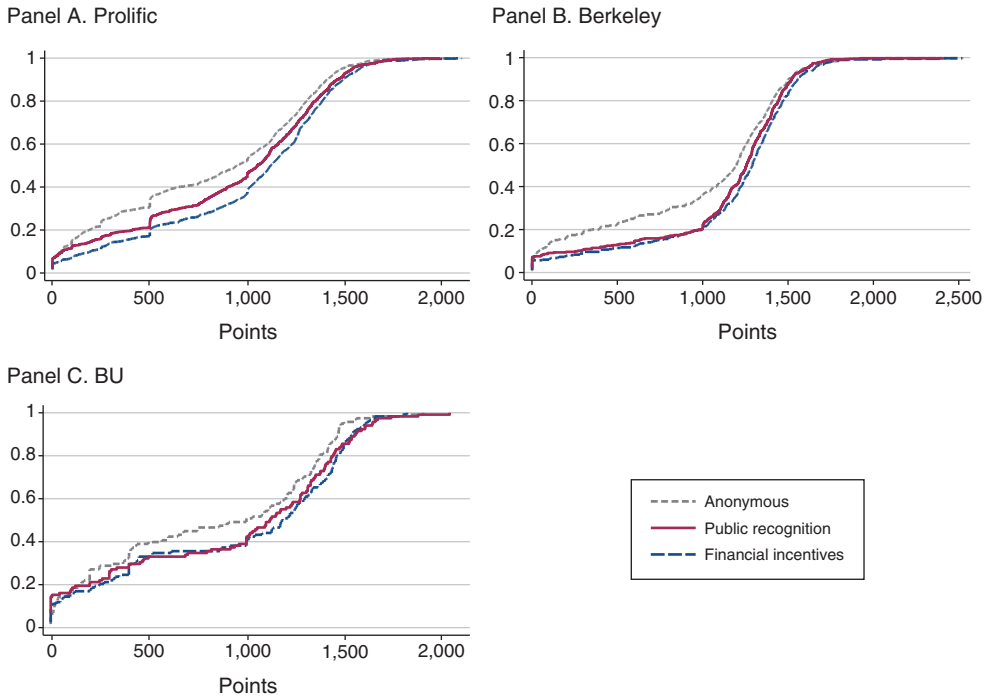 Panel A. Prolific
1
0.8
0.6
0.4
0.2
0
0 500 1,000 1,500 2,000
Points
Panel B. Berkeley
1
0.8
0.6
0.4
0.2
0
0 500 1,000 1,500 2,000 2,500
Points
Panel C. BU
1
0.8
0.6
0.4
0.2
0
0 500 1,000 1,500 2,000
Points
Anonymous
Public recognition
Financial incentives